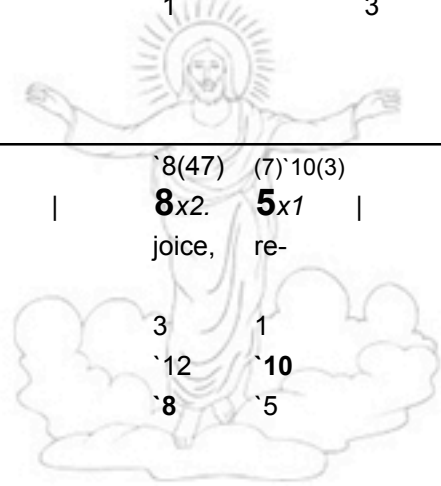 1 3
`8(47) (7)`10(3)
| 8x2. 5x1 |
joice, re-
3 1
`12 `10
`8 `5